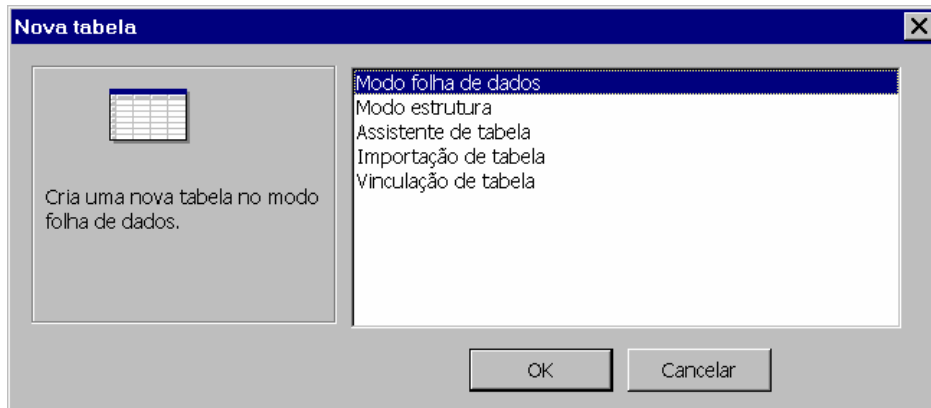 Nova tabela
Cria uma nova tabela no modo
folha de dados.
Modo folha de dados
Modo estrutura
Assistente de tabela
Importação de tabela
Vinculação de tabela
OK
Cancelar